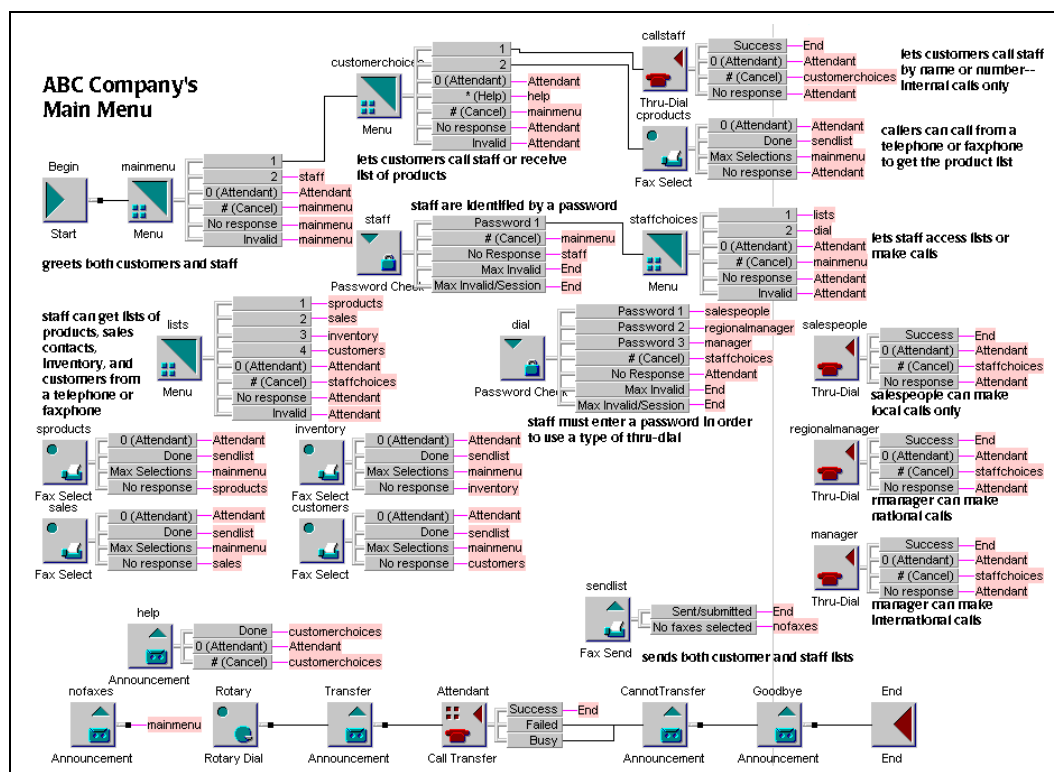 ABC Company's
Main Menu
Begin
Start
mainmenu
Menu
1
2
staff
0 (Attendant)
Attendant
# (Cancel)
mainmenu
No response
mainmenu
Invalid
mainmenu
greets both customers and staff
customerchoices
Menu
1
2
0 (Attendant)
Attendant
* (Help)
help
# (Cancel)
mainmenu
No response
Attendant
Invalid
Attendant
lets customers call staff or receive
list of products
callstaff
Thru-Dial
Success
End
0 (Attendant)
Attendant
# (Cancel)
customerchoices
No response
Attendant
lets customers call staff
by name or number--
Internal calls only
cproducts
Fax Select
0 (Attendant)
Attendant
Done
sendlist
Max Selections
mainmenu
No response
Attendant
callers can call from a
telephone or faxphone
to get the product list
staff are identified by a password
staff
Password Check
Password 1
# (Cancel)
mainmenu
No Response
staff
Max Invalid
End
Max Invalid/Session
End
staffchoices
Menu
1
lists
2
dial
0 (Attendant)
Attendant
# (Cancel)
mainmenu
No response
Attendant
Invalid
Attendant
lets staff access lists or
make calls
staff can get lists of
products, sales
contacts,
Inventory, and
customers from
a telephone or
faxphone
lists
Menu
1
sproducts
2
sales
3
inventory
4
customers
0 (Attendant)
Attendant
# (Cancel)
staffchoices
No response
Attendant
Invalid
Attendant
dial
Password Check
Password 1
salespeople
Password 2
regionalmanager
Password 3
manager
# (Cancel)
staffchoices
No Response
Attendant
Max Invalid
End
Max Invalid/Session
End
staff must enter a password in order
to use a type of thru-dial
salespeople
Thru-Dial
Success
End
0 (Attendant)
Attendant
# (Cancel)
staffchoices
No response
Attendant
salespeople can make
local calls only
sproducts
Fax Select
0 (Attendant)
Attendant
Done
sendlist
Max Selections
mainmenu
No response
sproducts
inventory
Fax Select
0 (Attendant)
Attendant
Done
sendlist
Max Selections
mainmenu
No response
inventory
regionalmanager
Thru-Dial
Success
End
0 (Attendant)
Attendant
# (Cancel)
staffchoices
No response
Attendant
rmanager can make
national calls
sales
Fax Select
0 (Attendant)
Attendant
Done
sendlist
Max Selections
mainmenu
No response
sales
customers
Fax Select
0 (Attendant)
Attendant
Done
sendlist
Max Selections
mainmenu
No response
customers
manager
Thru-Dial
Success
End
0 (Attendant)
Attendant
# (Cancel)
staffchoices
No response
Attendant
manager can make
International calls
help
Announcement
Done
customerchoices
0 (Attendant)
Attendant
# (Cancel)
customerchoices
sendlist
Fax Send
Sent/submitted
End
No faxes selected
nofaxes
sends both customer and staff lists
nofaxes
Announcement
mainmenu
Rotary
Rotary Dial
Transfer
Announcement
Attendant
Call Transfer
Success
End
Failed
Busy
CannotTransfer
Announcement
Goodbye
Announcement
End
End